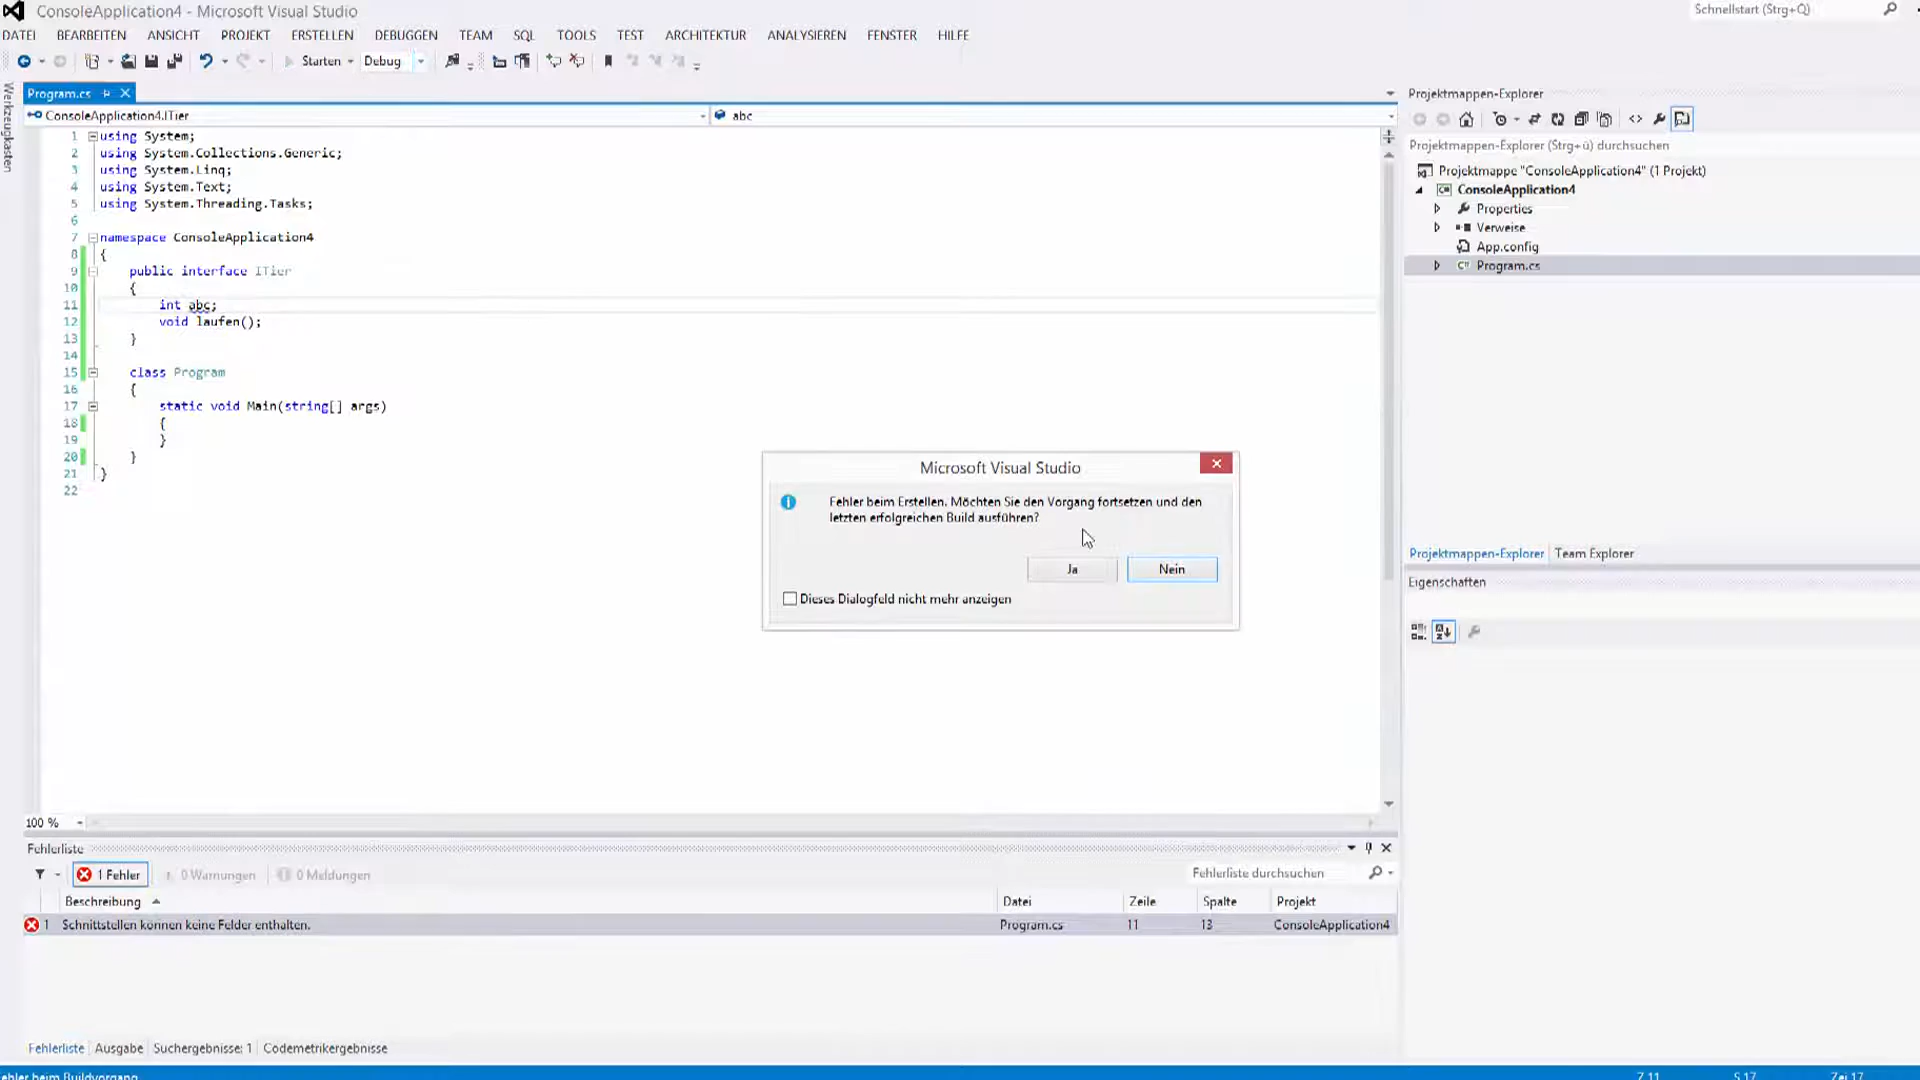 ConsoleApplication4 - Microsoft Visual Studio
Schnellstart (Strg+Q)
DATEI BEARBEITEN ANSICHT PROJEKT ERSTELLEN DEBUGGEN TEAM SQL TOOLS TEST ARCHITEKTUR ANALYSIEREN FENSTER HILFE
Starten Debug
Werkzeugkasten
Program.cs
ConsoleApplication4.ITier abc
1 using System;
2 using System.Collections.Generic;
3 using System.Linq;
4 using System.Text;
5 using System.Threading.Tasks;
6
7 namespace ConsoleApplication4
8 {
9 public interface ITier
10 {
11 int abc;
12 void laufen();
13 }
14
15 class Program
16 {
17 static void Main(string[] args)
18 {
19 }
20 }
21 }
22
Projektmappen-Explorer
Projektmappen-Explorer (Strg+ü) durchsuchen
Projektmappe "ConsoleApplication4" (1 Projekt)
ConsoleApplication4
Properties
Verweise
App.config
Program.cs
Microsoft Visual Studio
Fehler beim Erstellen. Möchten Sie den Vorgang fortsetzen und den
letzten erfolgreichen Build ausführen?
Ja Nein
Dieses Dialogfeld nicht mehr anzeigen
Projektmappen-Explorer Team Explorer
Eigenschaften
100 %
Fehlerliste
1 Fehler 0 Warnungen 0 Meldungen
Fehlerliste durchsuchen
Beschreibung Datei Zeile Spalte Projekt
1 Schnittstellen können keine Felder enthalten. Program.cs 11 13 ConsoleApplication4
Fehlerliste Ausgabe Suchergebnisse: 1 Codemetrikergebnisse
ehler beim Buildvorgang Z 11 S 17 Zei 17